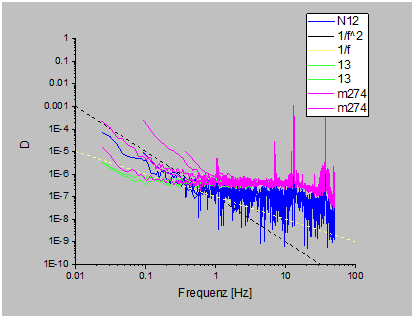 N12
1/f^2
1/f
13
13
m274
m274
1
0.1
0.01
0.001
1E-4
1E-5
1E-6
1E-7
1E-8
1E-9
1E-10
D
0.01 0.1 1 10 100
Frequenz [Hz]